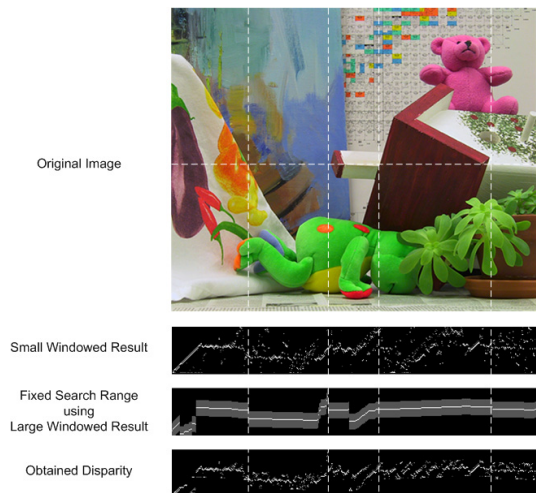 Original Image
Small Windowed Result
Fixed Search Range
using
Large Windowed Result
Obtained Disparity